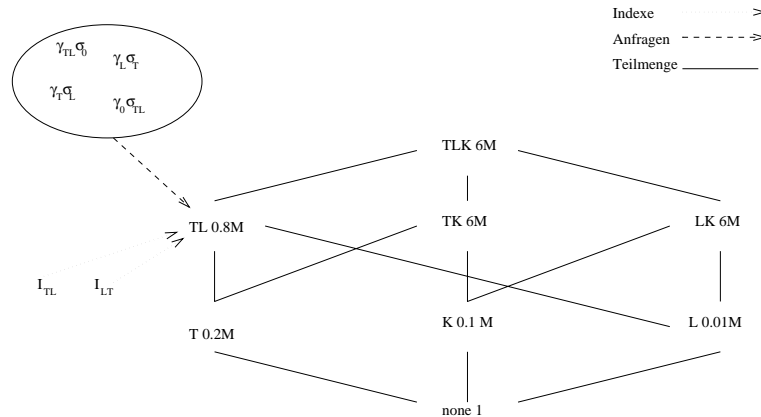 Indexe
Anfragen
Teilmenge
γTLσ0
γLσT
γTσL
γ0σTL
TLK 6M
TL 0.8M
TK 6M
LK 6M
ITL
ILT
T 0.2M
K 0.1 M
L 0.01M
none 1